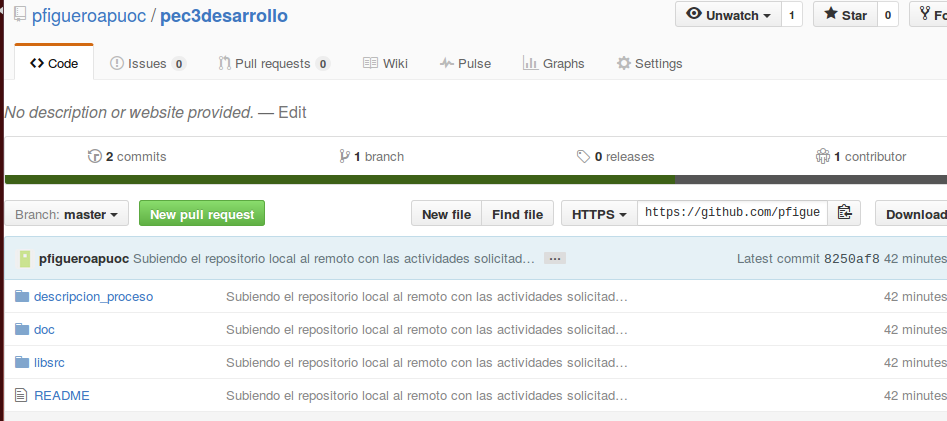 pfigueroapuoc / pec3desarrollo
Unwatch 1 Star 0
Code Issues 0 Pull requests 0 Wiki Pulse Graphs Settings
No description or website provided. — Edit
2 commits 1 branch 0 releases 1 contributor
Branch: master New pull request New file Find file HTTPS https://github.com/pfigue Download
pfigueroapuoc Subiendo el repositorio local al remoto con las actividades solicitad… … Latest commit 8250af8 42 minutes
descripcion_proceso Subiendo el repositorio local al remoto con las actividades solicitad… 42 minutes
doc Subiendo el repositorio local al remoto con las actividades solicitad… 42 minutes
libsrc Subiendo el repositorio local al remoto con las actividades solicitad… 42 minutes
README Subiendo el repositorio local al remoto con las actividades solicitad… 42 minutes